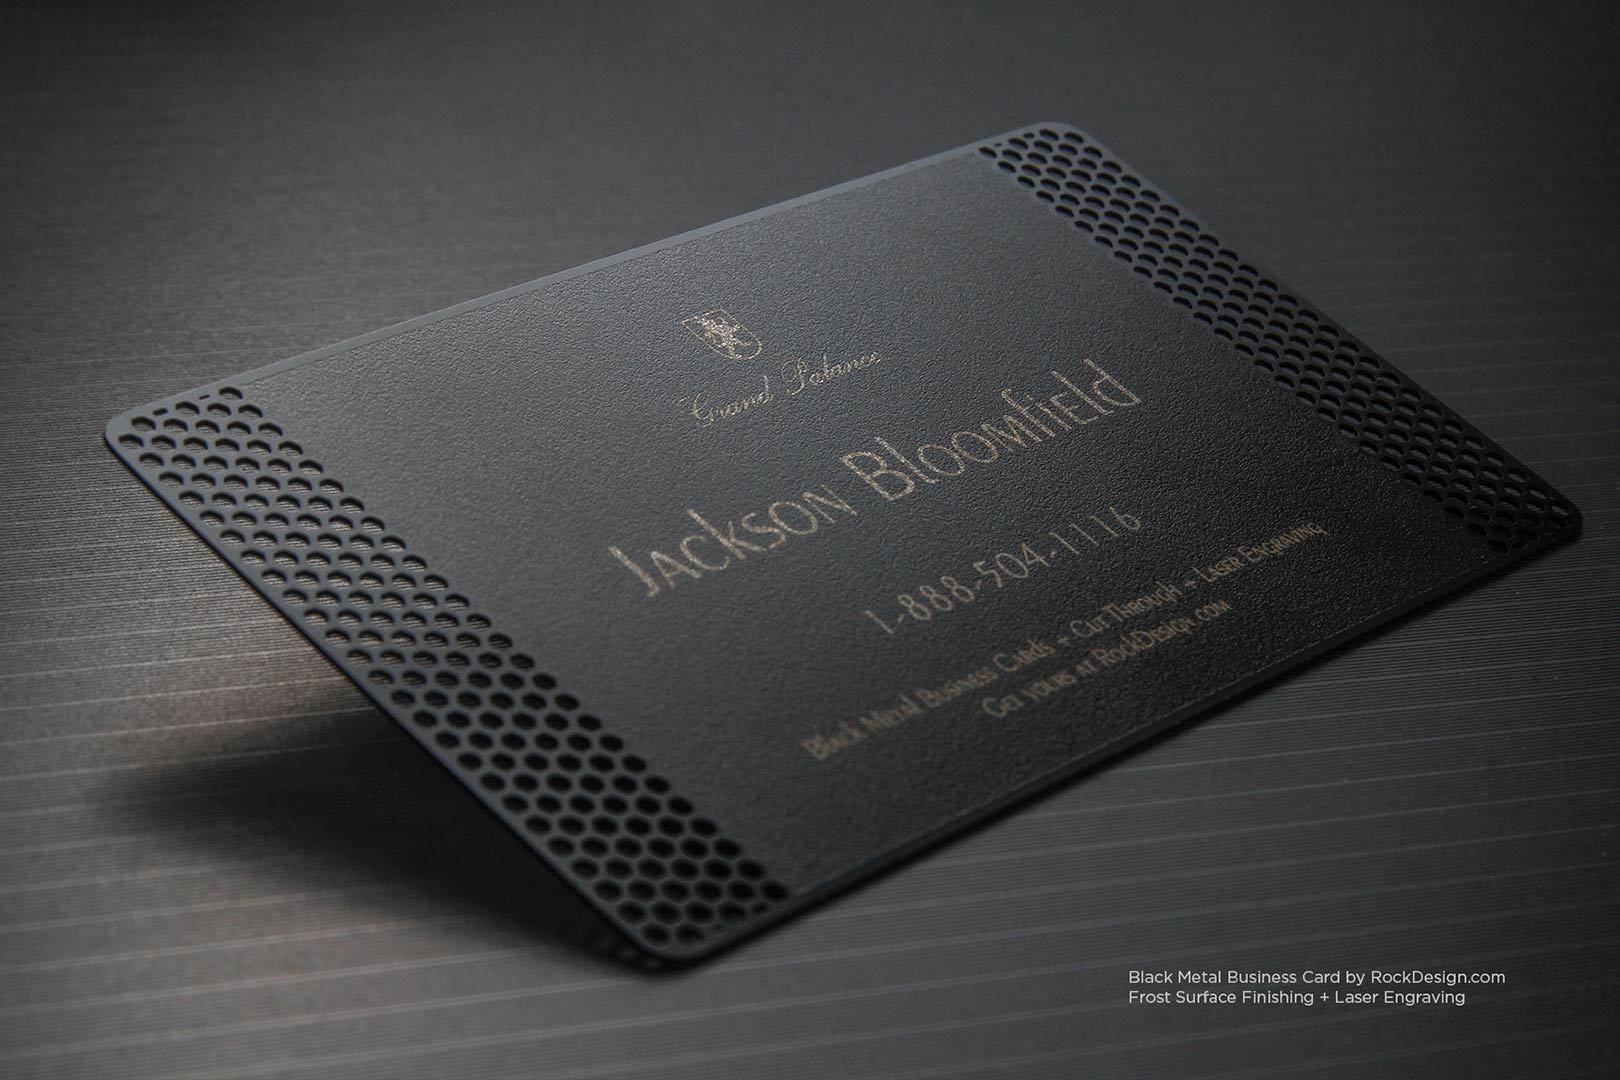 Grand Palance
Jackson Bloomfield
1-888-504-1116
Black Metal Business Cards + Cut Through + Laser Engraving
Get yours at RockDesign.com
Black Metal Business Card by RockDesign.com
Frost Surface Finishing + Laser Engraving